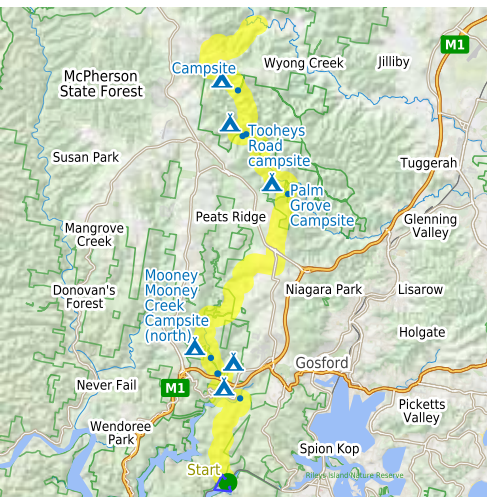 M1
Campsite
Wyong Creek
Jilliby
McPherson
State Forest
Tooheys
Road
campsite
Susan Park
Tuggerah
Palm
Grove
Campsite
Peats Ridge
Glenning
Valley
Mangrove
Creek
Mooney
Mooney
Creek
Campsite
(north)
Donovan's
Forest
Niagara Park
Lisarow
Holgate
Gosford
Never Fail
M1
Picketts
Valley
Wendoree
Park
Spion Kop
Start
Rileys Island Nature Reserve